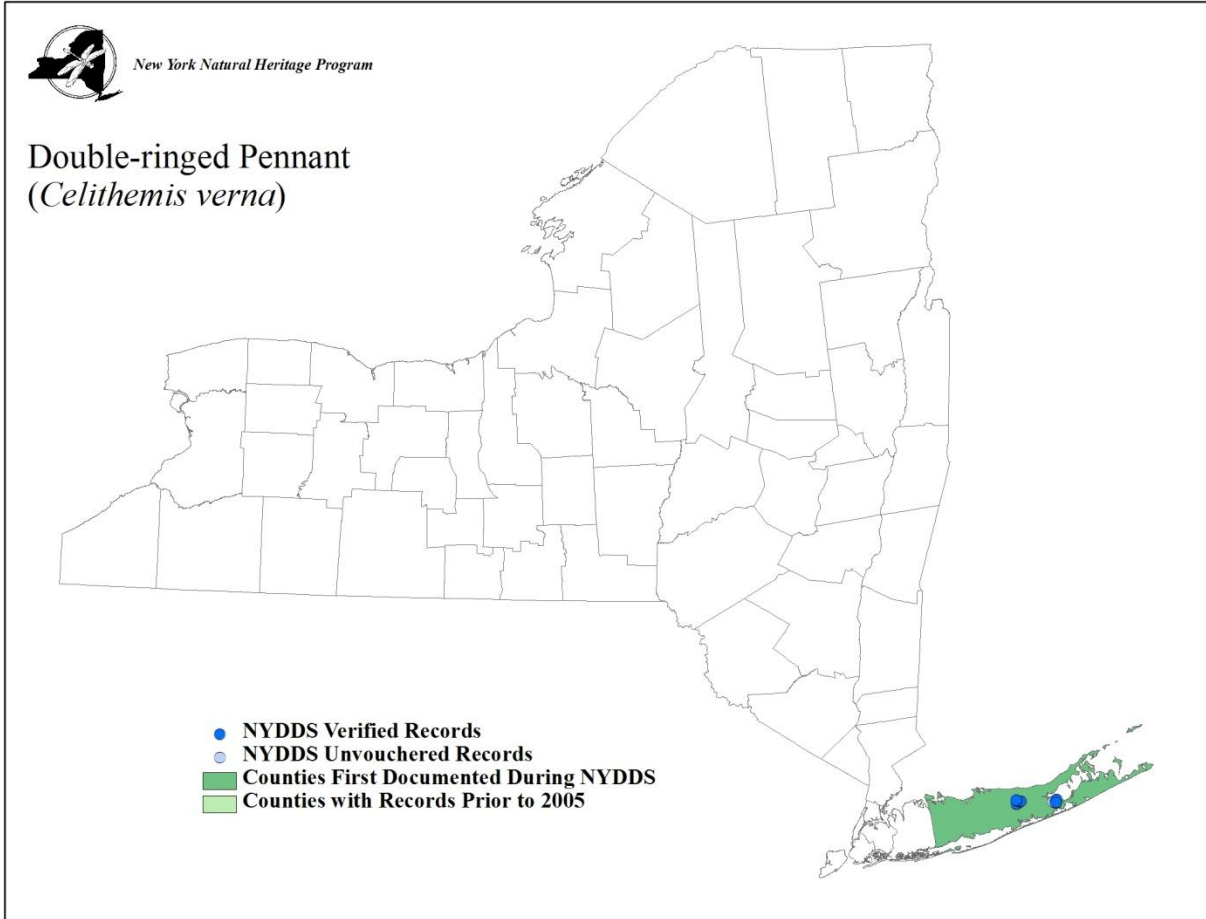 New York Natural Heritage Program
Double-ringed Pennant
(Celithemis verna)
NYDDS Verified Records
NYDDS Unvouchered Records
Counties First Documented During NYDDS
Counties with Records Prior to 2005